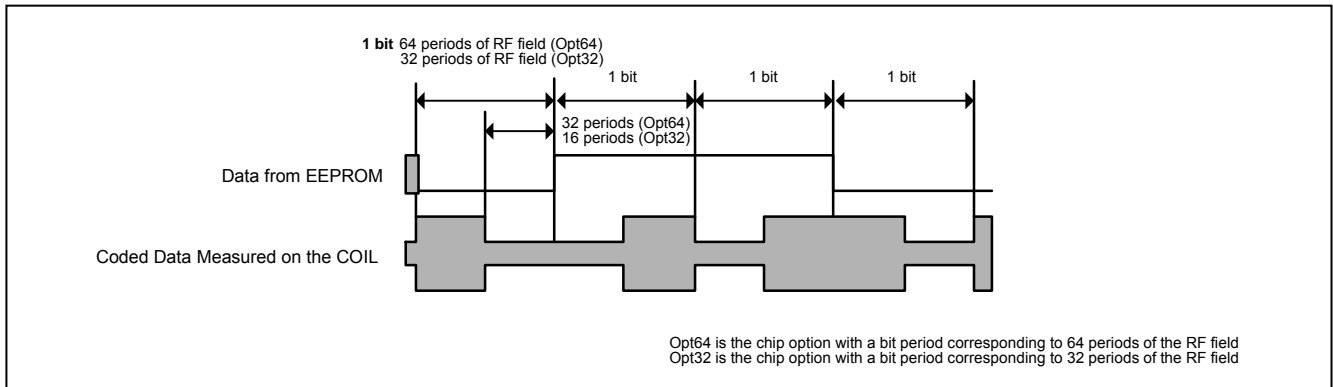 1 bit 64 periods of RF field (Opt64)
32 periods of RF field (Opt32)
1 bit
1 bit
1 bit
32 periods (Opt64)
16 periods (Opt32)
Data from EEPROM
Coded Data Measured on the COIL
Opt64 is the chip option with a bit period corresponding to 64 periods of the RF field
Opt32 is the chip option with a bit period corresponding to 32 periods of the RF field